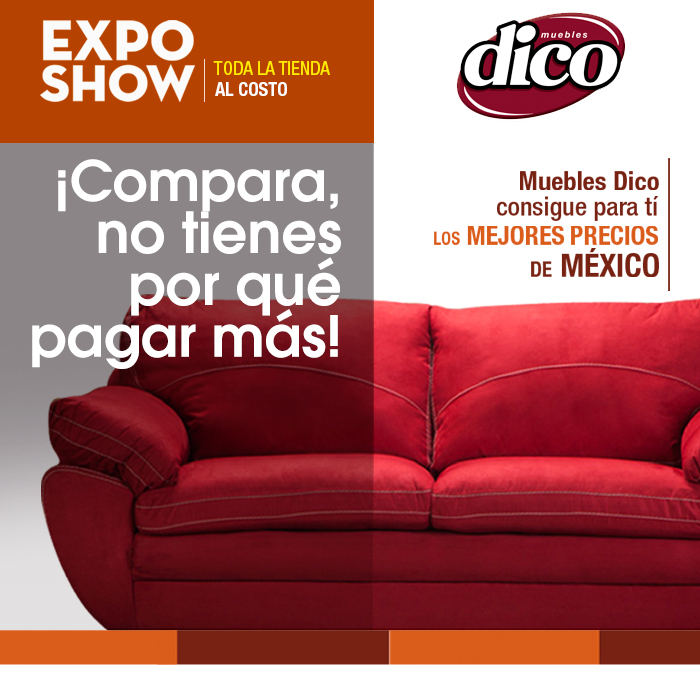 EXPO
SHOW
TODA LA TIENDA
AL COSTO
muebles
dico
¡Compara,
no tienes
por qué
pagar más!
Muebles Dico
consigue para tí
LOS MEJORES PRECIOS
DE MÉXICO